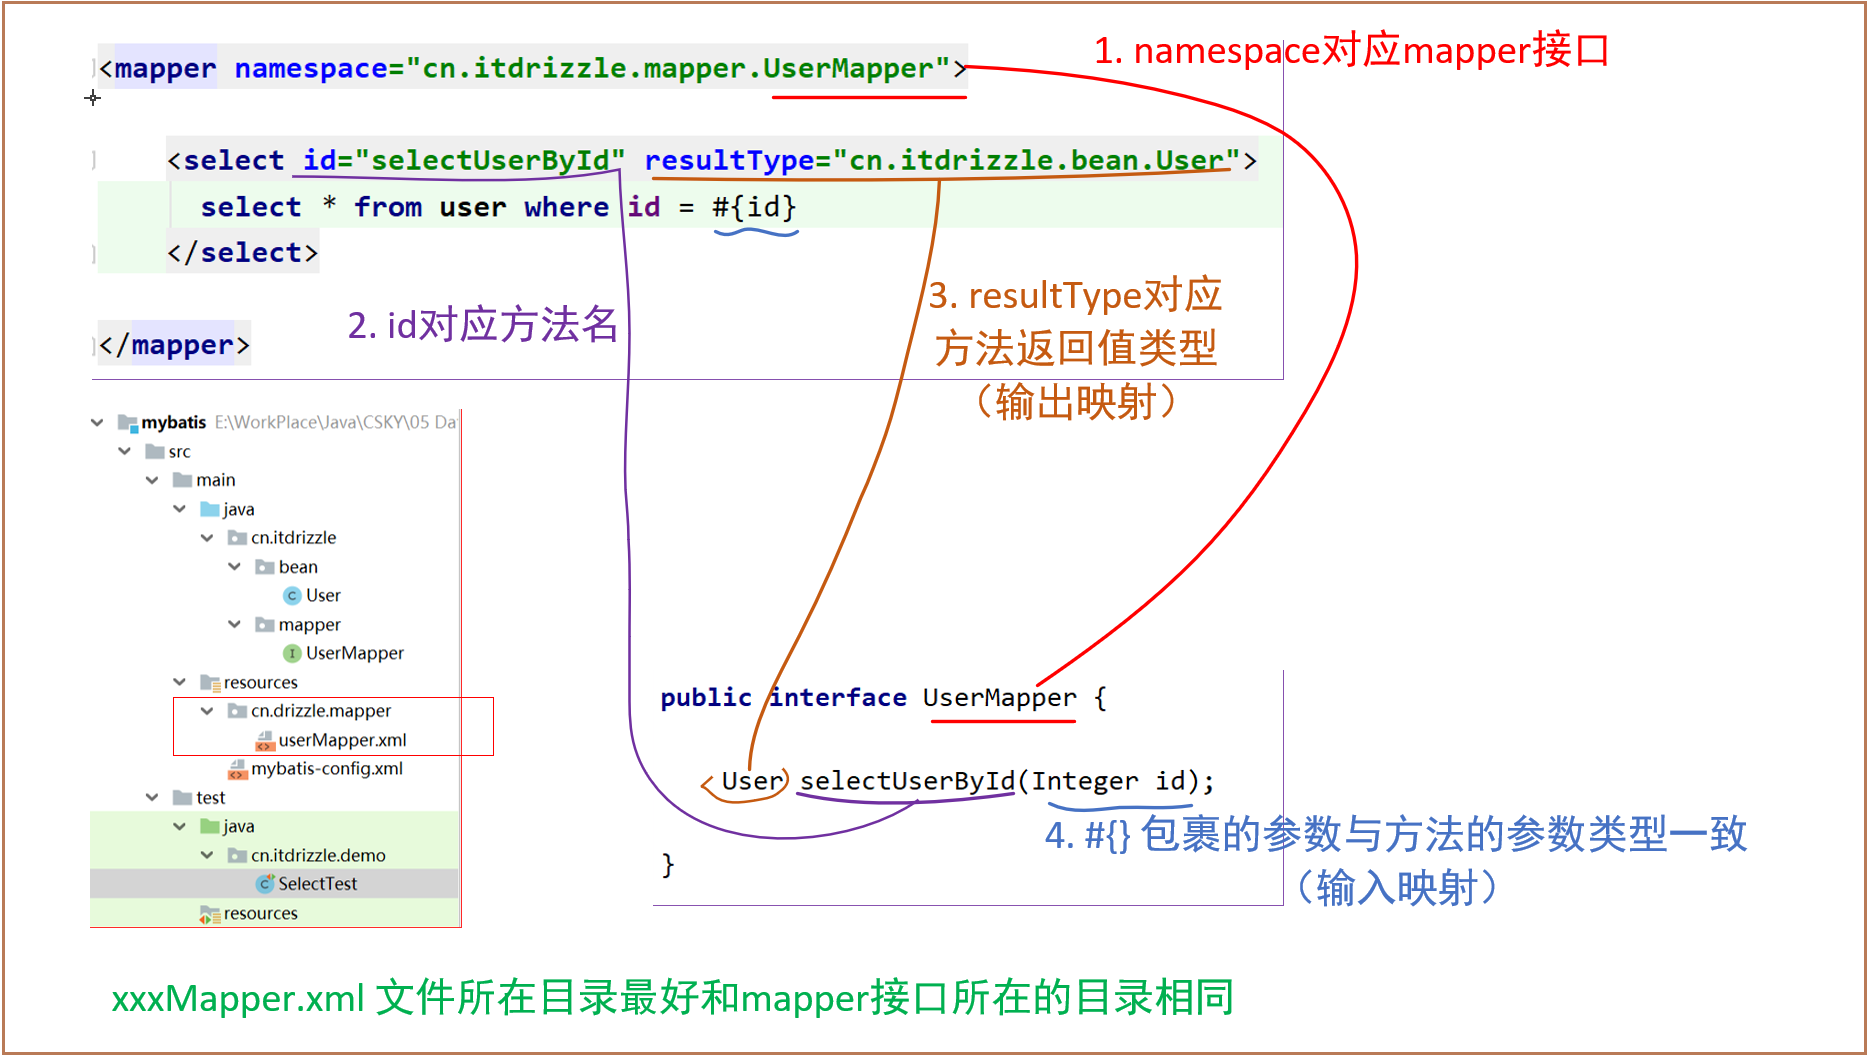 1. namespace对应mapper接口
<mapper namespace="cn.itdrizzle.mapper.UserMapper">
<select id="selectUserById" resultType="cn.itdrizzle.bean.User">
select * from user where id = #{id}
</select>
</mapper>
2. id对应方法名
3. resultType对应
方法返回值类型
（输出映射）
mybatis E:\WorkPlace\Java\CSKY\05 Da
src
main
java
cn.itdrizzle
bean
User
mapper
UserMapper
resources
cn.drizzle.mapper
userMapper.xml
mybatis-config.xml
test
java
cn.itdrizzle.demo
SelectTest
resources
public interface UserMapper {
User selectUserById(Integer id);
}
4. #{} 包裹的参数与方法的参数类型一致
（输入映射）
xxxMapper.xml 文件所在目录最好和mapper接口所在的目录相同